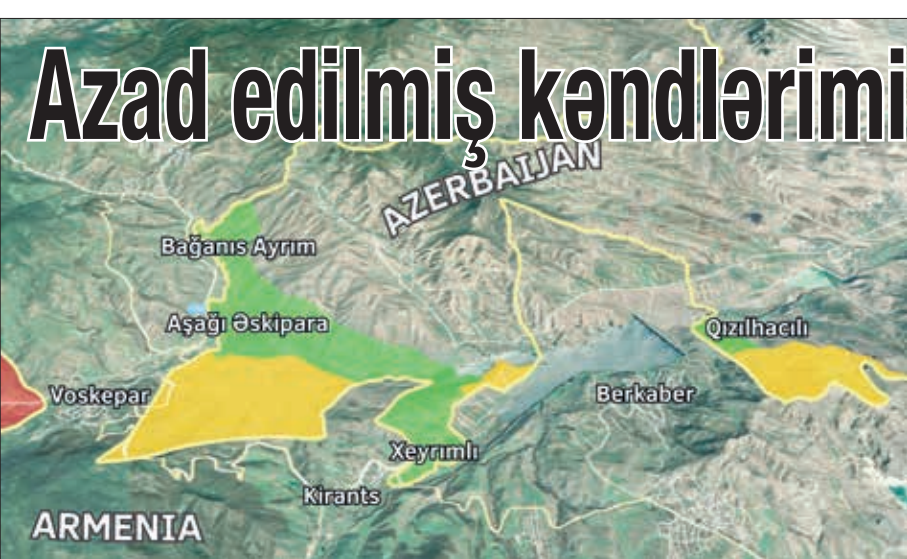 Azad edilmiş kəndlərimi
AZERBAIJAN
Bağanıs Ayrım
Aşağı Əskipara
Qızılhacılı
Voskepar
Berkaber
Xeyrımlı
Kirants
ARMENIA